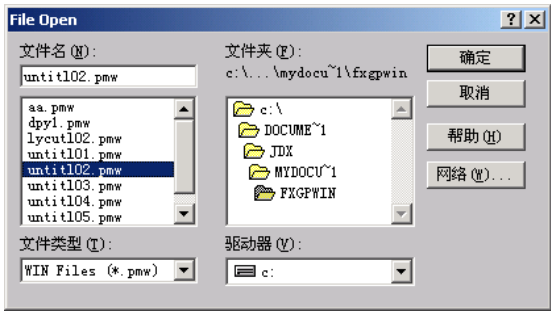 File Open
文件名(N):
untitl02.pmw
aa.pmw
dpy1.pmw
lycutl02.pmw
untitl01.pmw
untitl02.pmw
untitl03.pmw
untitl04.pmw
untitl05.pmw
文件类型(T):
WIN Files (*.pmw)
文件夹(F):
c:\...\mydocu~1\fxgpwin
c:\
DOCUME~1
JDX
MYDOCU~1
FXGPWIN
驱动器(V):
c:
确定
取消
帮助(H)
网络(W)...